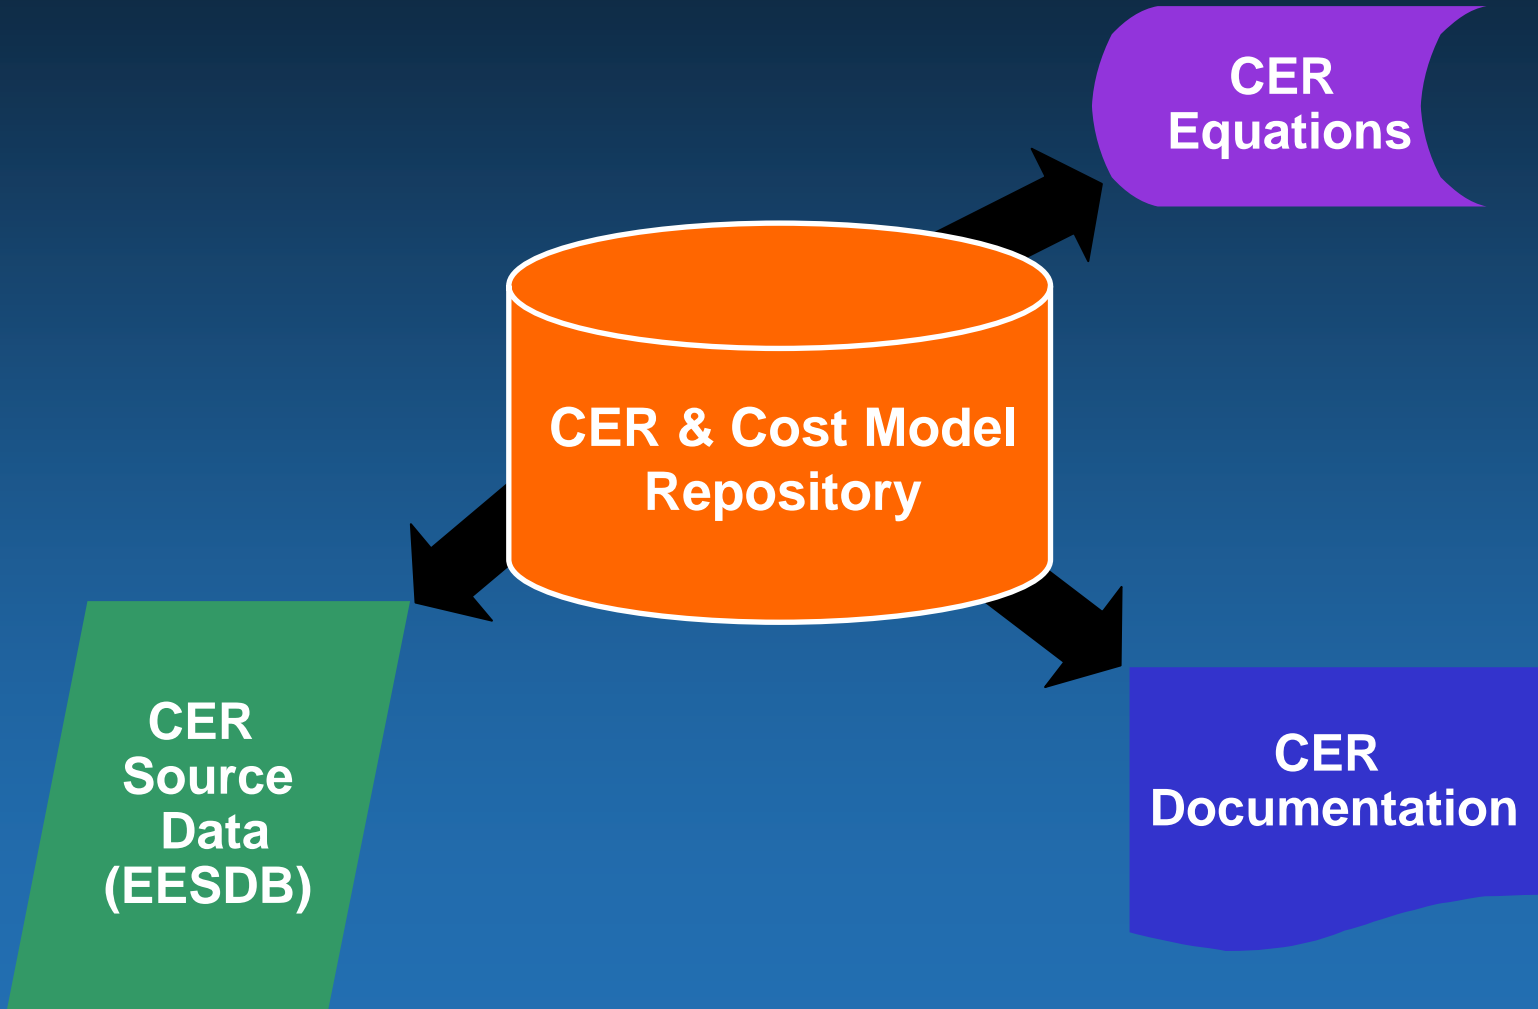 CER
Equations
CER & Cost Model
Repository
CER
Source
Data
(EESDB)
CER
Documentation